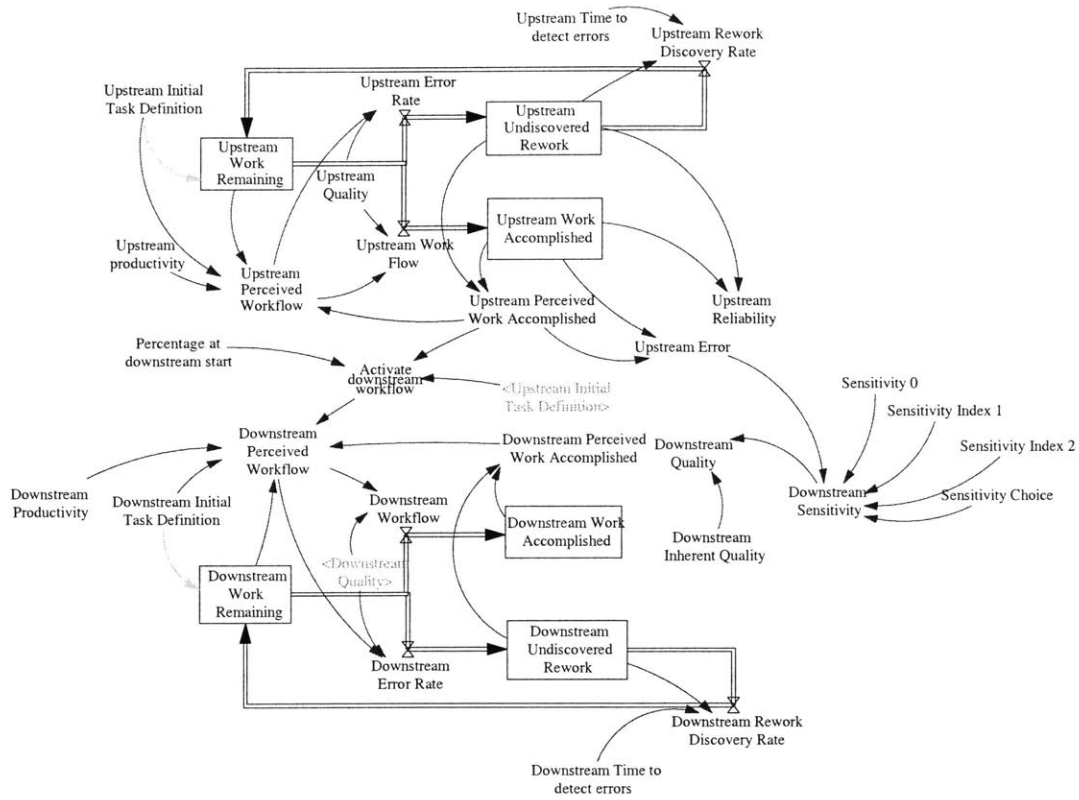 Upstream Time to
detect errors
Upstream Rework
Discovery Rate
Upstream Initial
Task Definition
Upstream Error
Rate
Upstream
Undiscovered
Rework
Upstream
Work
Remaining
Upstream
Quality
Upstream Work
Accomplished
Upstream
productivity
Upstream Work
Flow
Upstream
Perceived
Workflow
Upstream Perceived
Work Accomplished
Upstream
Reliability
Percentage at
downstream start
Upstream Error
Activate
downstream
workflow
<Upstream Initial
Task Definition>
Sensitivity 0
Sensitivity Index 1
Sensitivity Index 2
Sensitivity Choice
Downstream
Perceived
Workflow
Downstream Perceived
Work Accomplished
Downstream
Quality
Downstream
Sensitivity
Downstream
Productivity
Downstream Initial
Task Definition
Downstream
Workflow
Downstream Work
Accomplished
Downstream
Inherent Quality
<Downstream
Quality>
Downstream
Work
Remaining
Downstream
Undiscovered
Rework
Downstream
Error Rate
Downstream Rework
Discovery Rate
Downstream Time to
detect errors